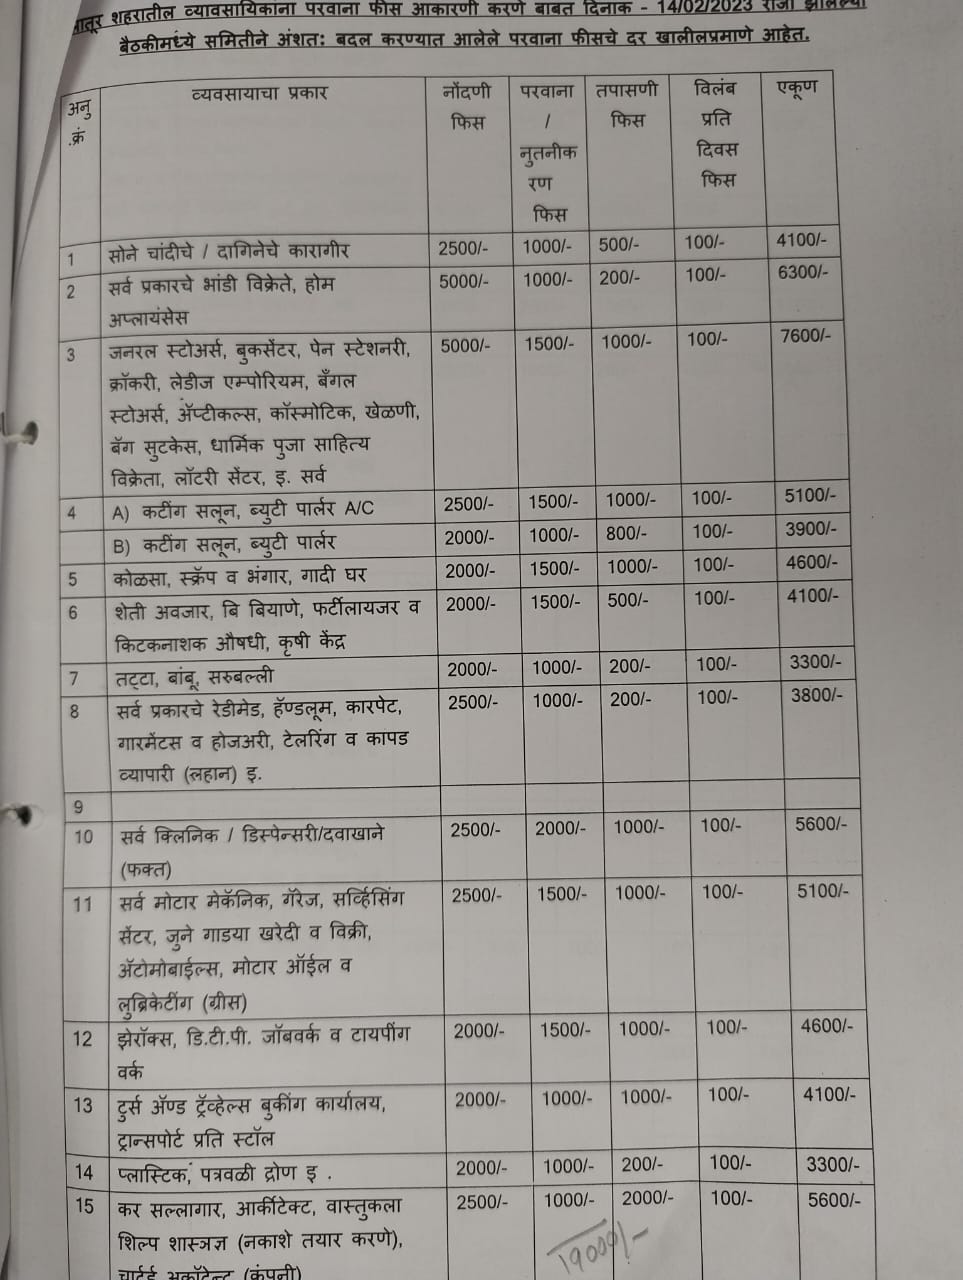 लातूर शहरातील व्यावसायिकांना परवाना फीस आकारणी करणे बाबत दिनांक - 14/02/2023 रोजी झालेल्या
बैठकीमध्ये समितीने अंशतः बदल करण्यात आलेले परवाना फीसचे दर खालीलप्रमाणे आहेत.
अनु .क्रं व्यवसायाचा प्रकार नोंदणी फिस परवाना / नुतनीक रण फिस तपासणी फिस विलंब प्रति दिवस फिस एकूण
1 सोने चांदीचे / दागिनेचे कारागीर 2500/- 1000/- 500/- 100/- 4100/-
2 सर्व प्रकारचे भांडी विक्रेते, होम 5000/- 1000/- 200/- 100/- 6300/-
अप्लायंसेस
3 जनरल स्टोअर्स, बुकसेंटर, पेन स्टेशनरी, 5000/- 1500/- 1000/- 100/- 7600/-
क्रॉकरी, लेडीज एम्पोरियम, बँगल
स्टोअर्स, ॲप्टीकल्स, कॉस्मोटिक, खेळणी,
बॅग सुटकेस, धार्मिक पुजा साहित्य
विक्रेता, लॉटरी सेंटर, इ. सर्व
4 A) कटींग सलून, ब्युटी पार्लर A/C 2500/- 1500/- 1000/- 100/- 5100/-
B) कटींग सलून, ब्युटी पार्लर 2000/- 1000/- 800/- 100/- 3900/-
5 कोळसा, स्क्रॅप व भंगार, गादी घर 2000/- 1500/- 1000/- 100/- 4600/-
6 शेती अवजार, बि बियाणे, फर्टीलायजर व 2000/- 1500/- 500/- 100/- 4100/-
किटकनाशक औषधी, कृषी केंद्र
7 तट्टा, बांबू, सरुबल्ली 2000/- 1000/- 200/- 100/- 3300/-
8 सर्व प्रकारचे रेडीमेड, हॅण्डलूम, कारपेट, 2500/- 1000/- 200/- 100/- 3800/-
गारमेंटस व होजअरी, टेलरिंग व कापड
व्यापारी (लहान) इ.
9
10 सर्व क्लिनिक / डिस्पेन्सरी/दवाखाने 2500/- 2000/- 1000/- 100/- 5600/-
(फक्त)
11 सर्व मोटार मेकॅनिक, गॅरेज, सर्व्हिसिंग 2500/- 1500/- 1000/- 100/- 5100/-
सेंटर, जुने गाडया खरेदी व विक्री,
ॲटोमोबाईल्स, मोटार ऑईल व
लुब्रिकेटींग (ग्रीस)
12 झेरॉक्स, डि.टी.पी. जॉबवर्क व टायपींग 2000/- 1500/- 1000/- 100/- 4600/-
वर्क
13 टुर्स ॲण्ड ट्रॅव्हेल्स बुकींग कार्यालय, 2000/- 1000/- 1000/- 100/- 4100/-
ट्रान्सपोर्ट प्रति स्टॉल
14 प्लास्टिक, पत्रवळी द्रोण इ . 2000/- 1000/- 200/- 100/- 3300/-
15 कर सल्लागार, आर्कीटेक्ट, वास्तुकला 2500/- 1000/- 2000/- 100/- 5600/-
शिल्प शास्त्रज्ञ (नकाशे तयार करणे),
चार्टर्ड अकॉटेन्ट (कंपनी)